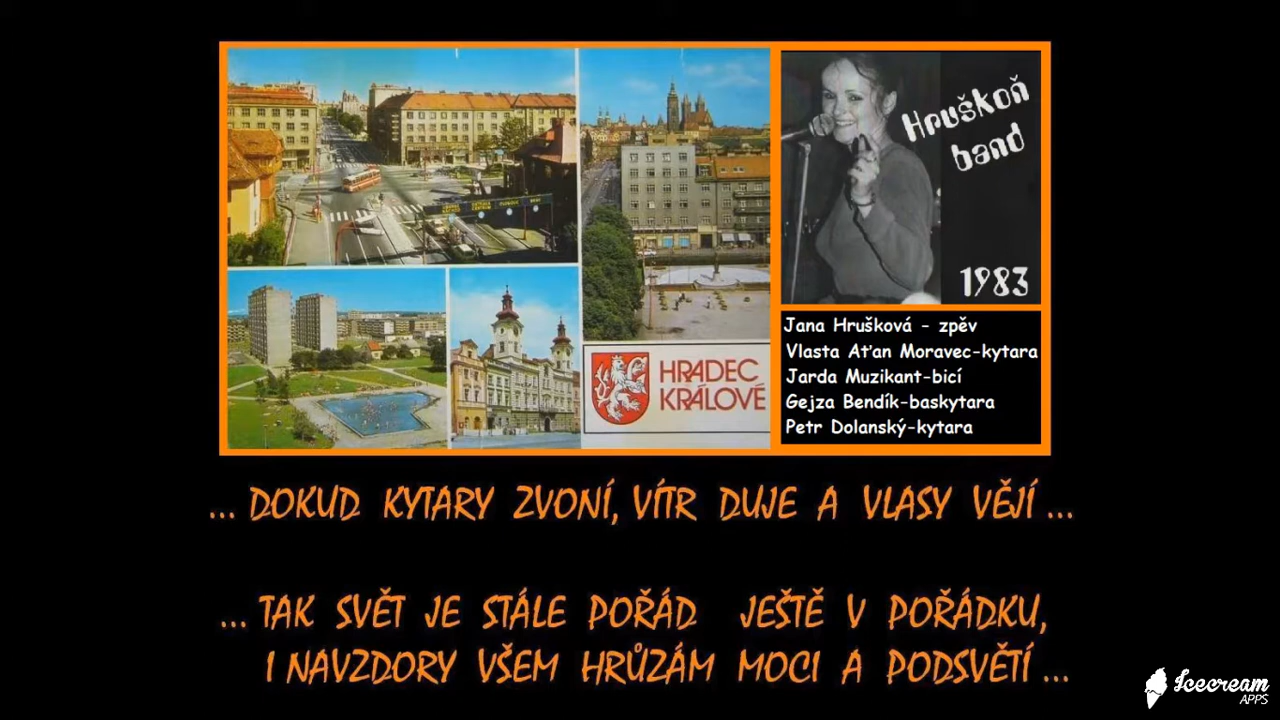 Hruškoň
band
1983
HRADEC
KRÁLOVÉ
Jana Hrušková - zpěv
Vlasta Aťan Moravec-kytara
Jarda Muzikant-bicí
Gejza Bendík-baskytara
Petr Dolanský-kytara
... DOKUD KYTARY ZVONÍ, VÍTR DUJE A VLASY VĚJÍ ...
... TAK SVĚT JE STÁLE POŘÁD JEŠTĚ V POŘÁDKU,
I NAVZDORY VŠEM HRŮZÁM MOCI A PODSVĚTÍ ...
Icecream
APPS